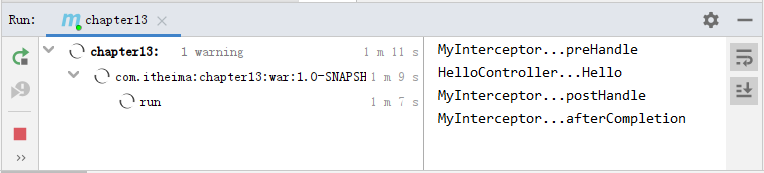 Run: chapter13
chapter13: 1 warning 1 m 11 s
com.itheima:chapter13:war:1.0-SNAPSH 1 m 9 s
run 1 m 7 s
MyInterceptor...preHandle
HelloController...Hello
MyInterceptor...postHandle
MyInterceptor...afterCompletion